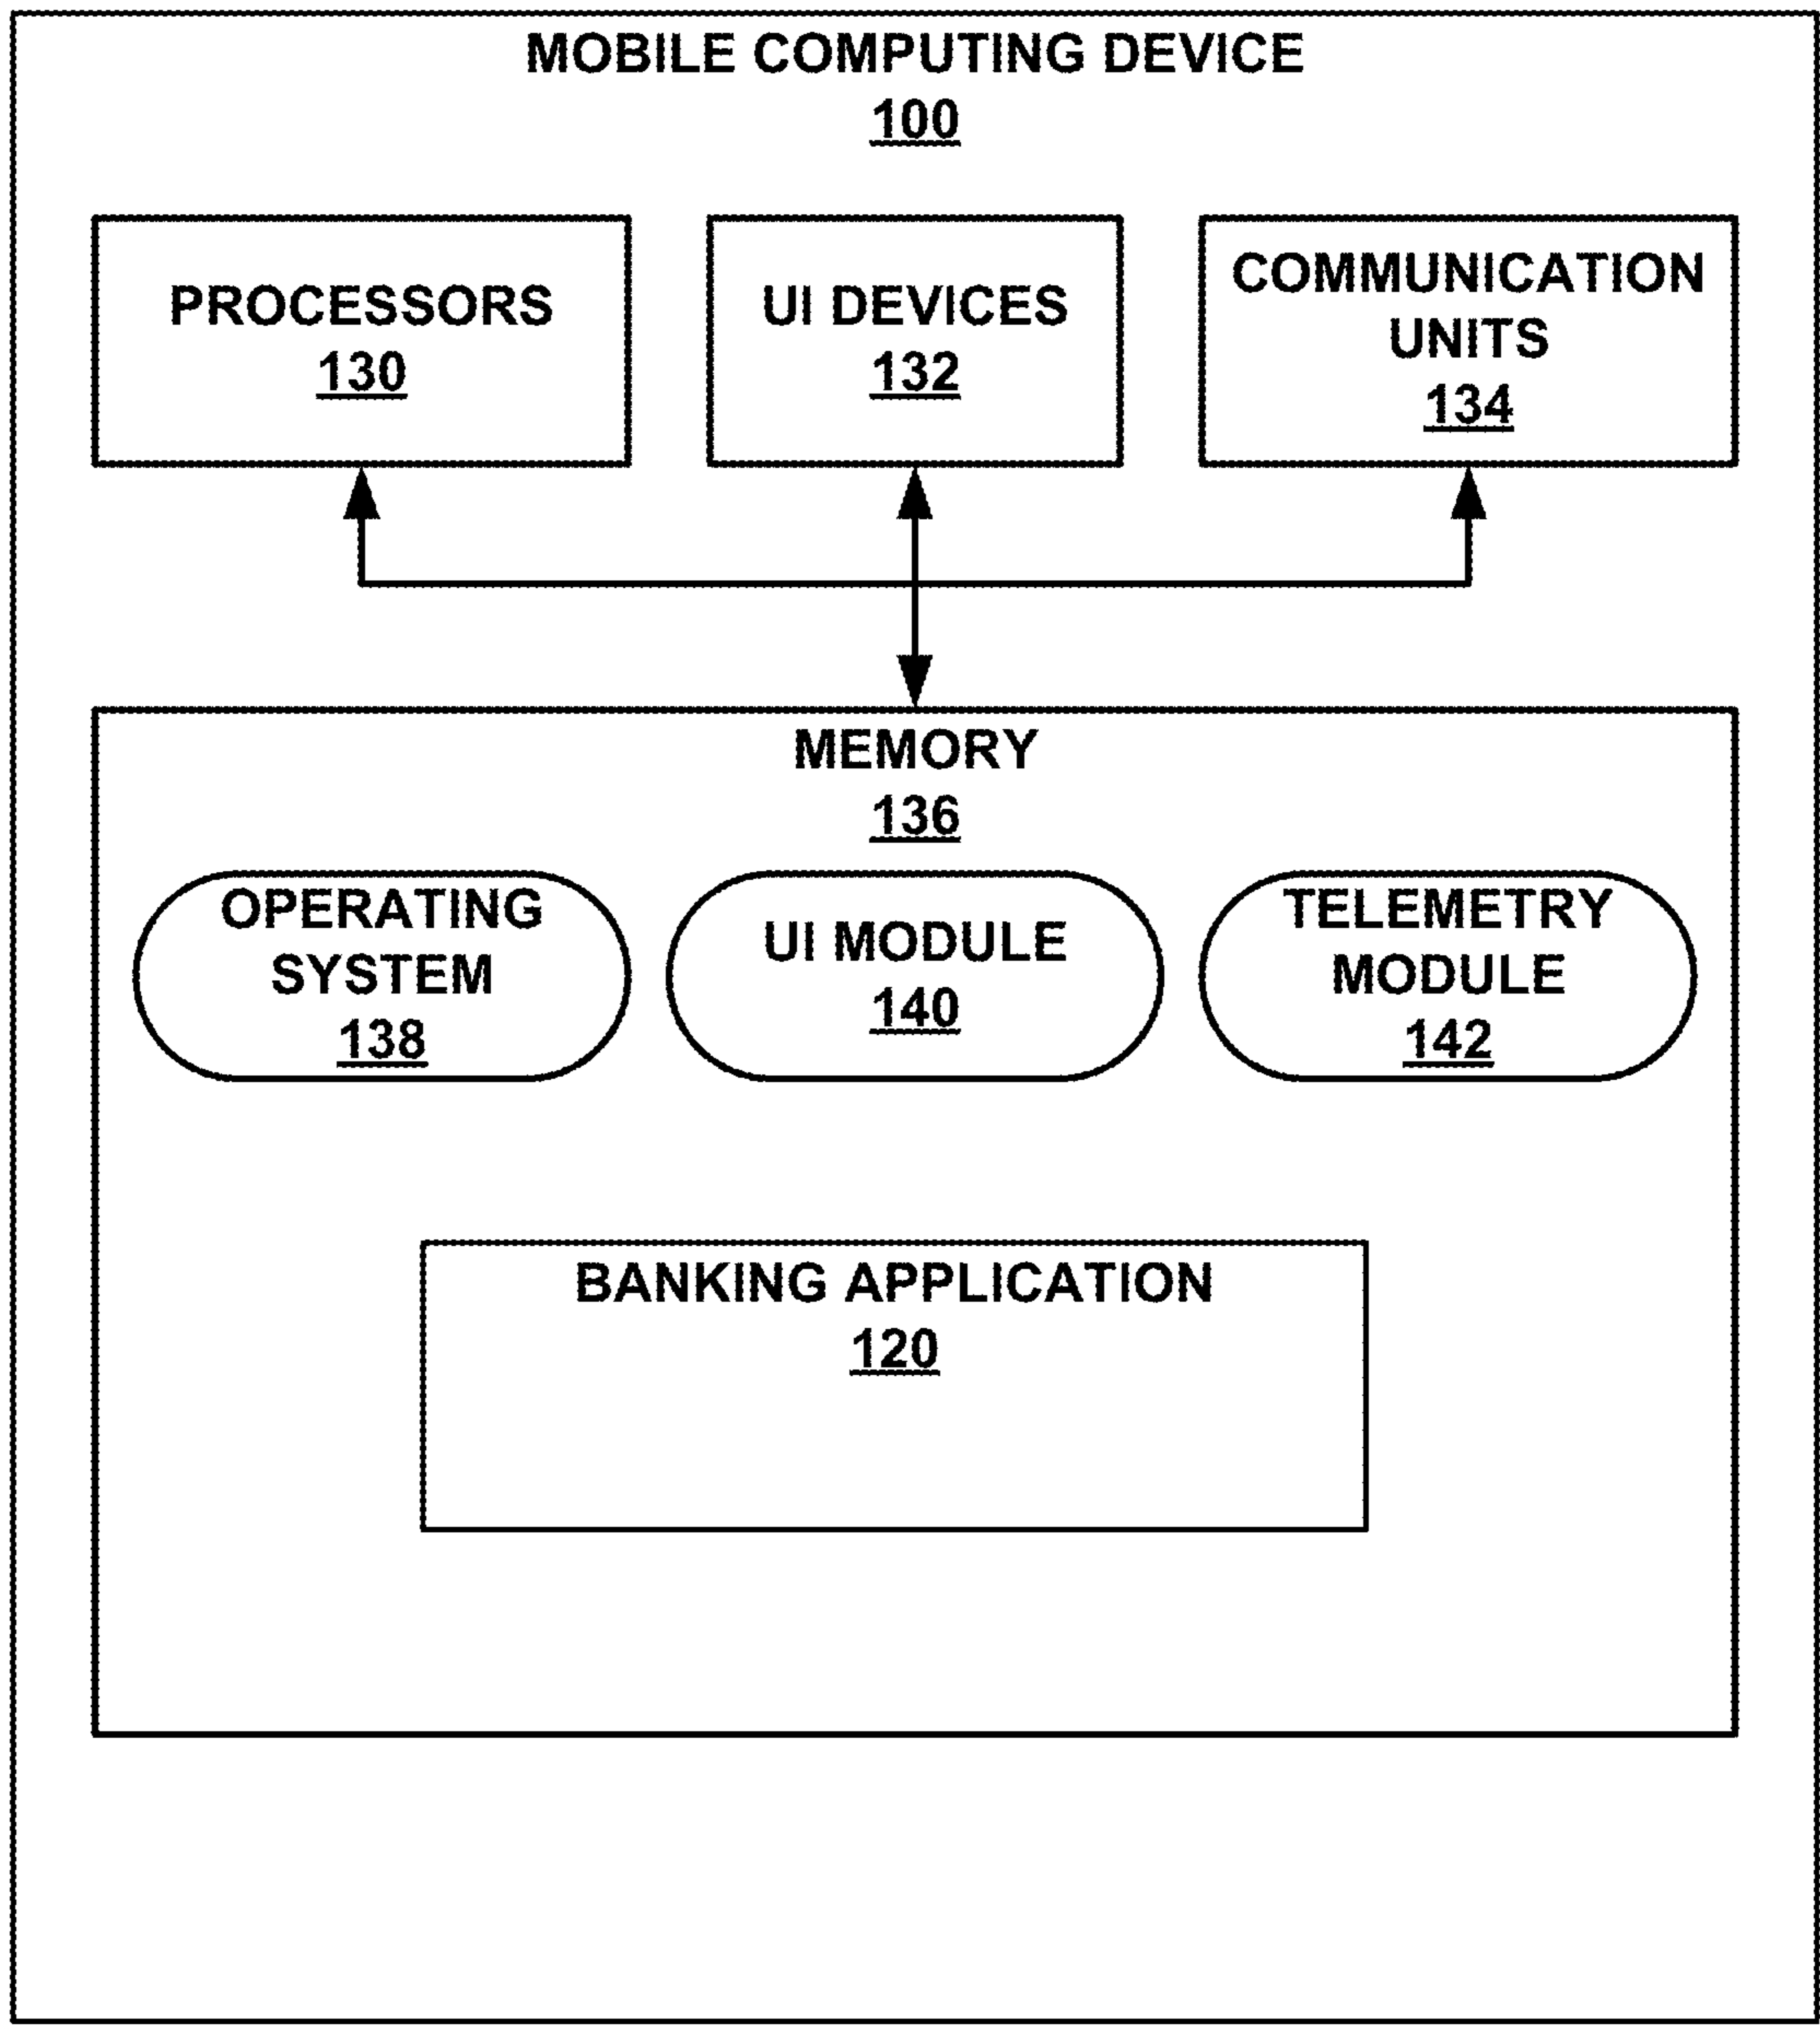 MOBILE COMPUTING DEVICE
100
PROCESSORS
130
UI DEVICES
132
COMMUNICATION
UNITS
134
MEMORY
136
OPERATING
SYSTEM
138
UI MODULE
140
TELEMETRY
MODULE
142
BANKING APPLICATION
120